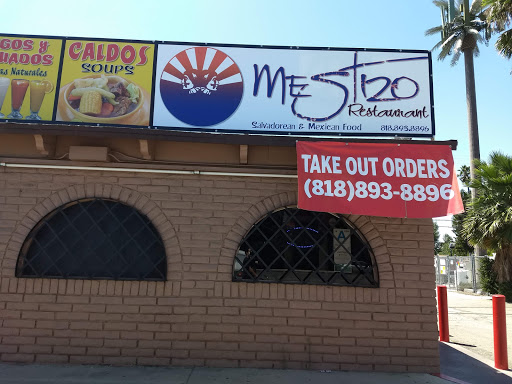 GOS Y
UADOS
as Naturales
CALDOS
SOUPS
MeSTIZO
Restaurant
Salvadorean & Mexican Food
818.893.8896
TAKE OUT ORDERS
(818)893-8896
A